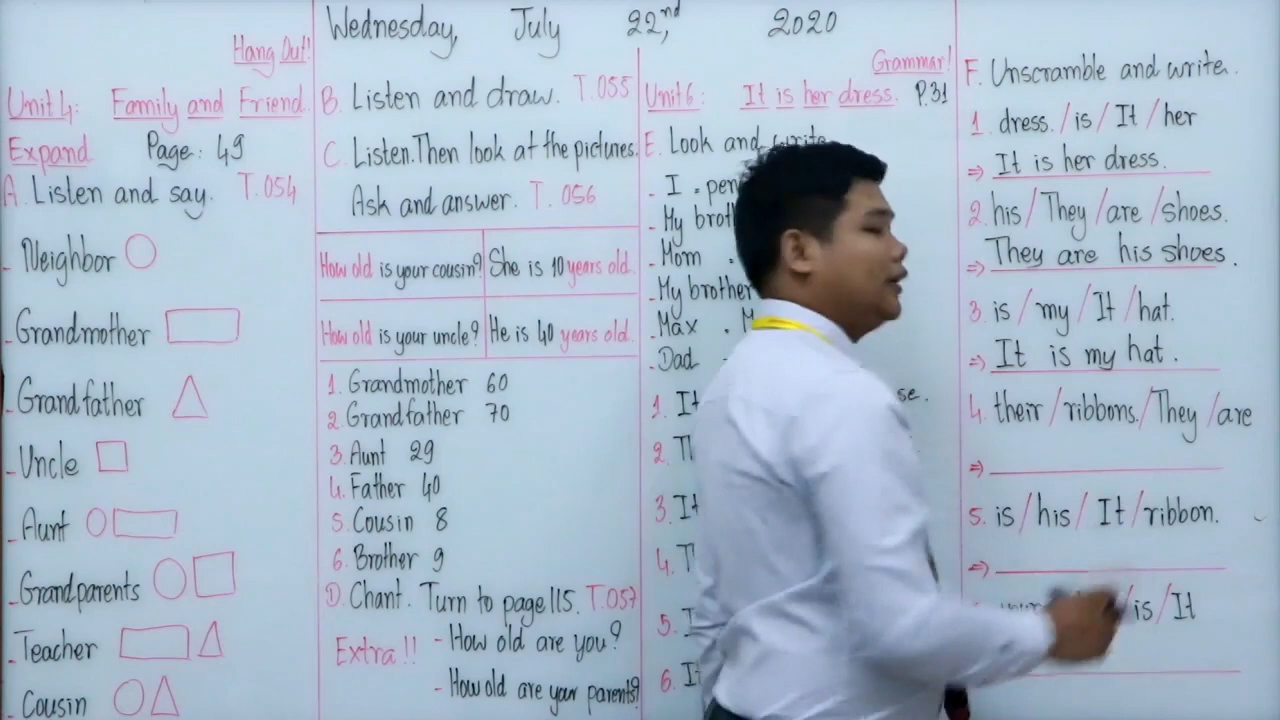 Wednesday, July 22,nd 2020
Hang Out!
Unit 4: Family and Friend.
Expand Page: 49
A. Listen and say. T.054
- Neighbor
- Grandmother
- Grandfather
- Uncle
- Aunt
- Grandparents
- Teacher
- Cousin
B. Listen and draw. T.055
C. Listen. Then look at the pictures.
Ask and answer. T.056
How old is your cousin? She is 10 years old.
How old is your uncle? He is 40 years old.
1. Grandmother 60
2. Grandfather 70
3. Aunt 29
4. Father 40
5. Cousin 8
6. Brother 9
D. Chant. Turn to page 115. T.057
Extra!! - How old are you?
- How old are your parents?
Grammar!
Unit 6: It is her dress. P.31
E. Look and write
- I .
- My
- Mom .
- My brother
- Max .
- Dad -
1. It
2.
3. It
4.
5.
6. It
F. Unscramble and write.
1. dress. / is / It / her
=> It is her dress.
2. his / They / are / shoes.
=> They are his shoes.
3. is / my / It / hat.
=> It is my hat.
4. their / ribbons. / They / are
=>
5. is / his / It / ribbon.
=>
/ is / It